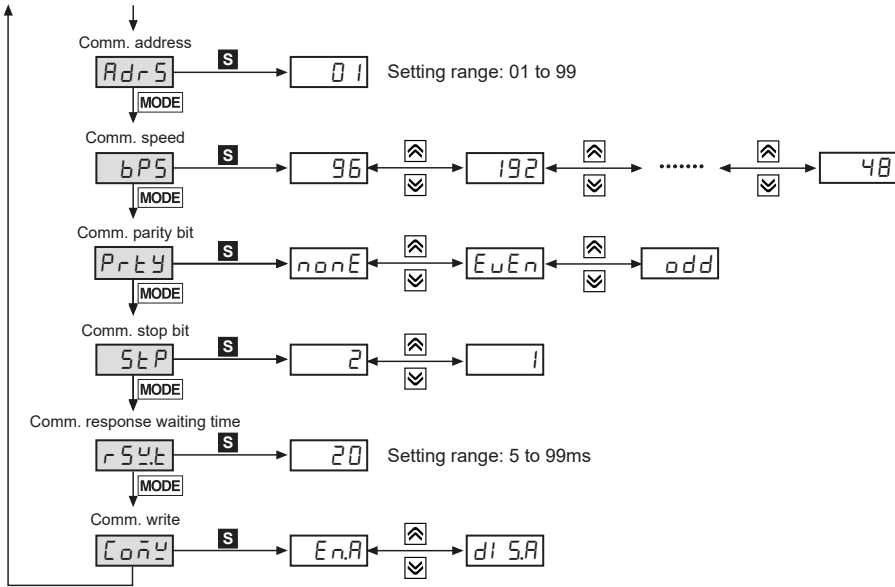 Comm. address
AdrS S 01 Setting range: 01 to 99
MODE
Comm. speed
bPS S 96 192 ....... 48
MODE
Comm. parity bit
PrtY S nonE EvEn odd
MODE
Comm. stop bit
StP S 2 1
MODE
Comm. response waiting time
rSW.t S 20 Setting range: 5 to 99ms
MODE
Comm. write
ComW S En.A dIS.A